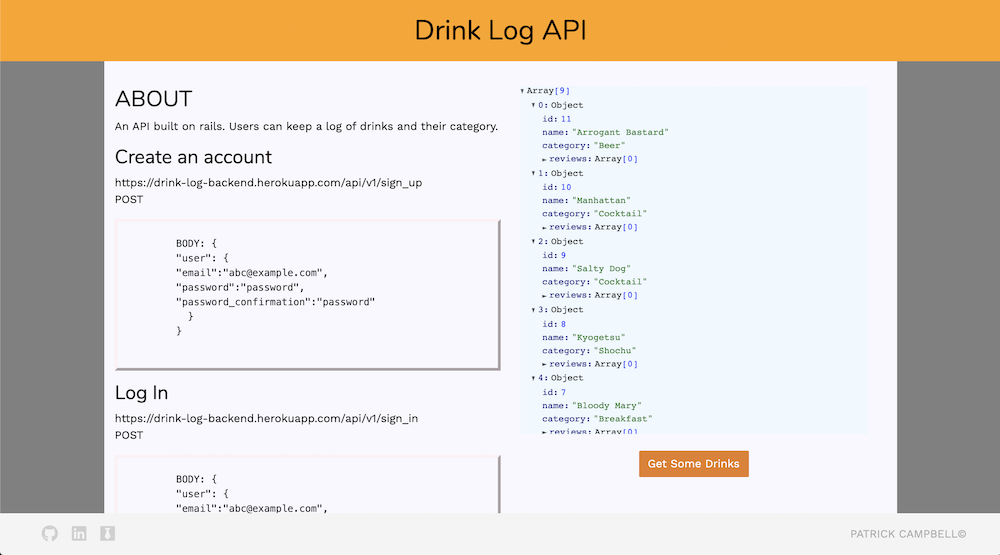 Drink Log API
ABOUT
An API built on rails. Users can keep a log of drinks and their category.
Create an account
https://drink-log-backend.herokuapp.com/api/v1/sign_up
POST
BODY: {
"user": {
"email":"abc@example.com",
"password":"password",
"password_confirmation":"password"
}
}
Log In
https://drink-log-backend.herokuapp.com/api/v1/sign_in
POST
BODY: {
"user": {
"email":"abc@example.com",
▼ Array[9]
▼ 0: Object
id: 11
name: "Arrogant Bastard"
category: "Beer"
► reviews: Array[0]
▼ 1: Object
id: 10
name: "Manhattan"
category: "Cocktail"
► reviews: Array[0]
▼ 2: Object
id: 9
name: "Salty Dog"
category: "Cocktail"
► reviews: Array[0]
▼ 3: Object
id: 8
name: "Kyogetsu"
category: "Shochu"
► reviews: Array[0]
▼ 4: Object
id: 7
name: "Bloody Mary"
category: "Breakfast"
► reviews: Array[0]
Get Some Drinks
PATRICK CAMPBELL©